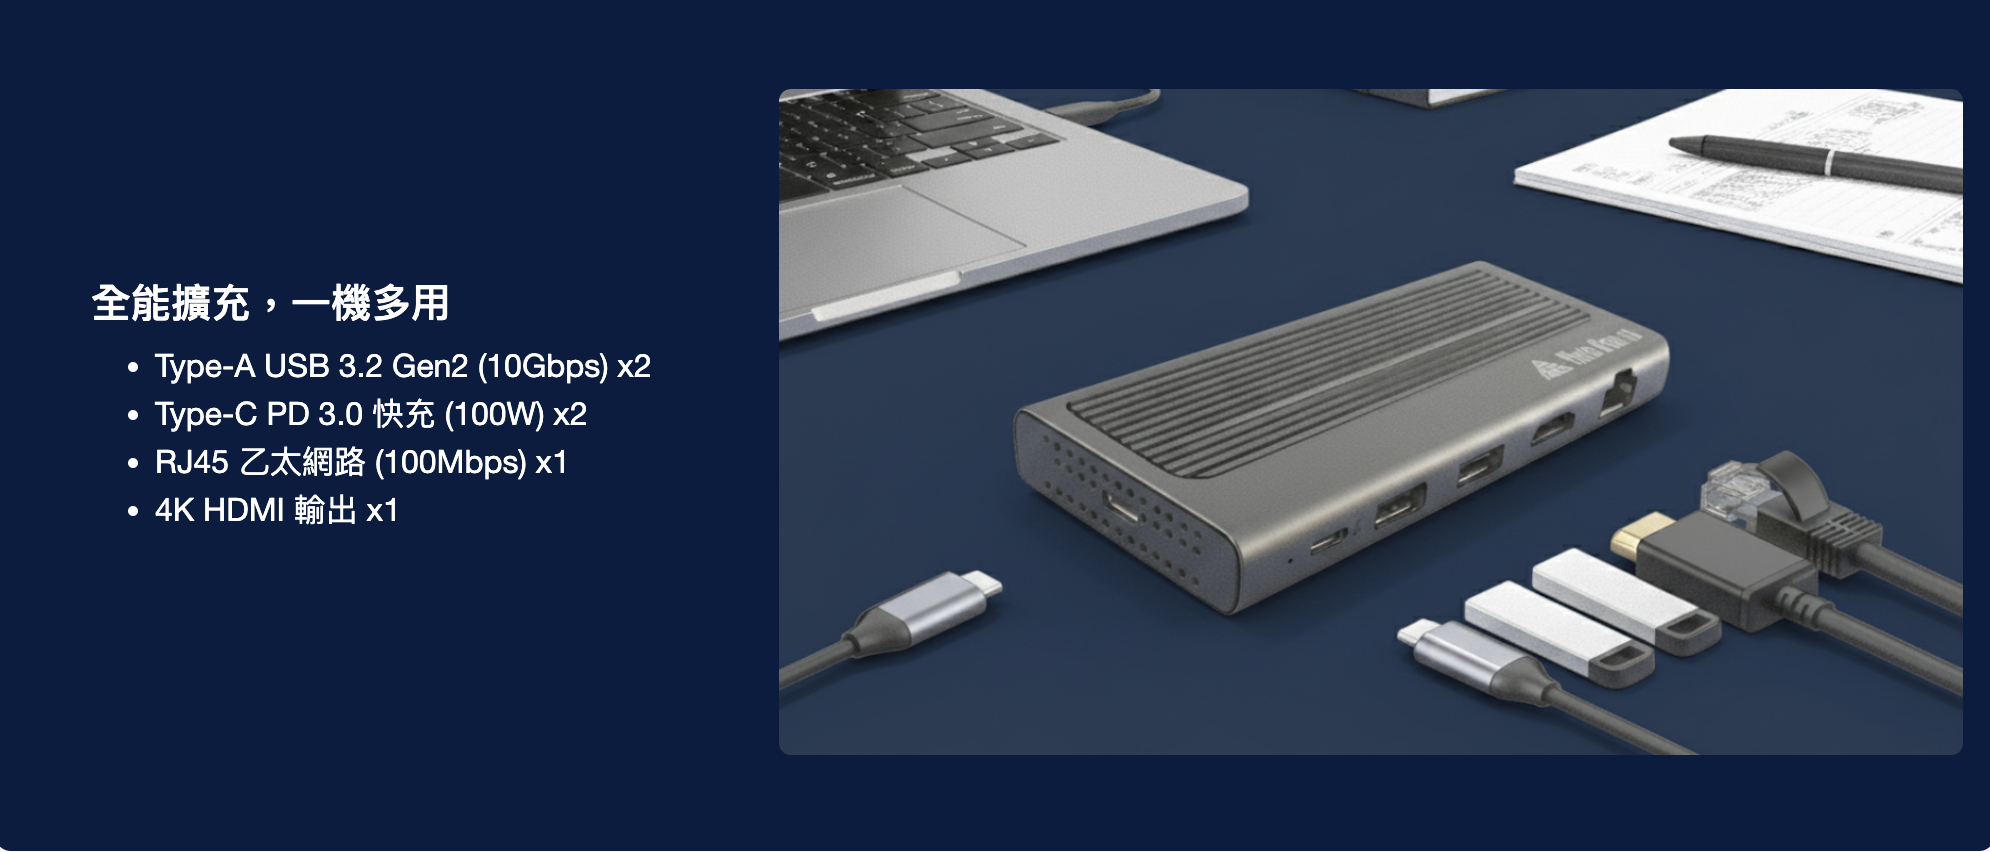 全能擴充，一機多用
• Type-A USB 3.2 Gen2 (10Gbps) x2
• Type-C PD 3.0 快充 (100W) x2
• RJ45 乙太網路 (100Mbps) x1
• 4K HDMI 輸出 x1